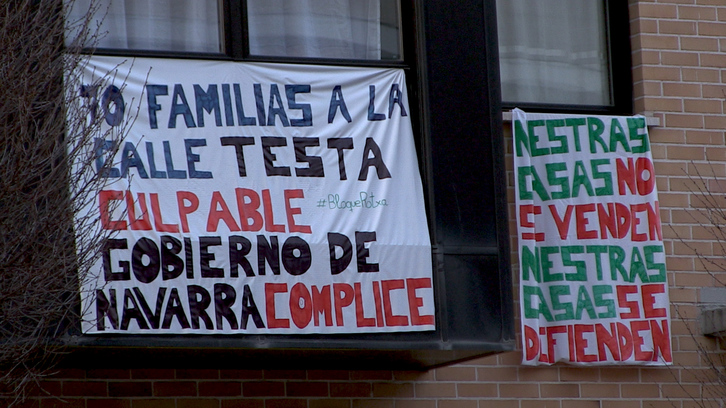 FAMILIAS A LA
CALLE TESTA
CULPABLE #BloqueRotxa
GOBIERNO DE
NAVARRA COMPLICE
NESTRAS
CASAS NO
SE VENDEN
NESTRAS
CASAS SE
DEFIENDEN